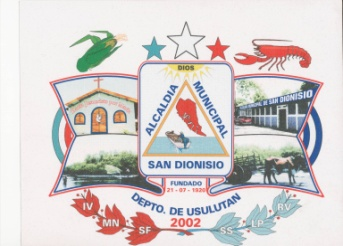 DIOS
ALCALDIA MUNICIPAL
SAN DIONISIO
FUNDADO
21 - 07 - 1920
DEPTO. DE USULUTAN
2002
IV
MN
SF
SS
LP
RV